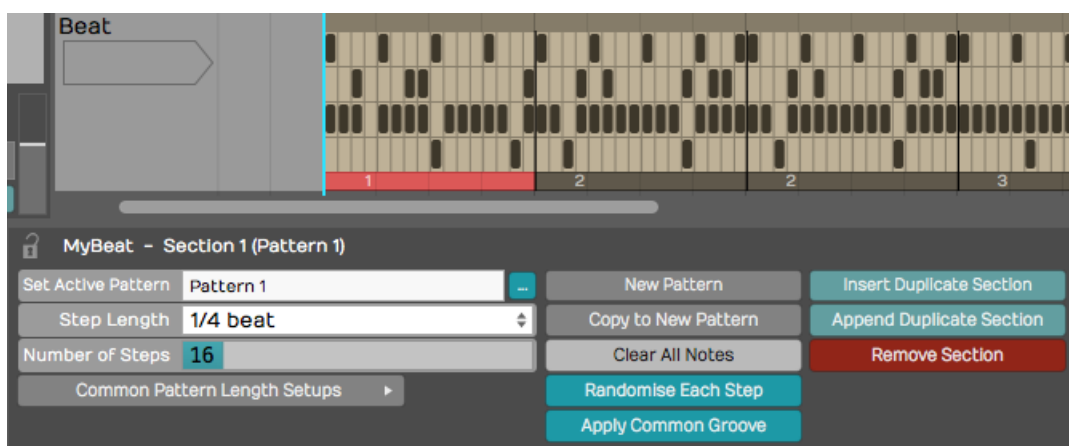 Beat
1 2 2 3
MyBeat - Section 1 (Pattern 1)
Set Active Pattern Pattern 1 ... New Pattern Insert Duplicate Section
Step Length 1/4 beat Copy to New Pattern Append Duplicate Section
Number of Steps 16 Clear All Notes Remove Section
Common Pattern Length Setups Randomise Each Step
Apply Common Groove